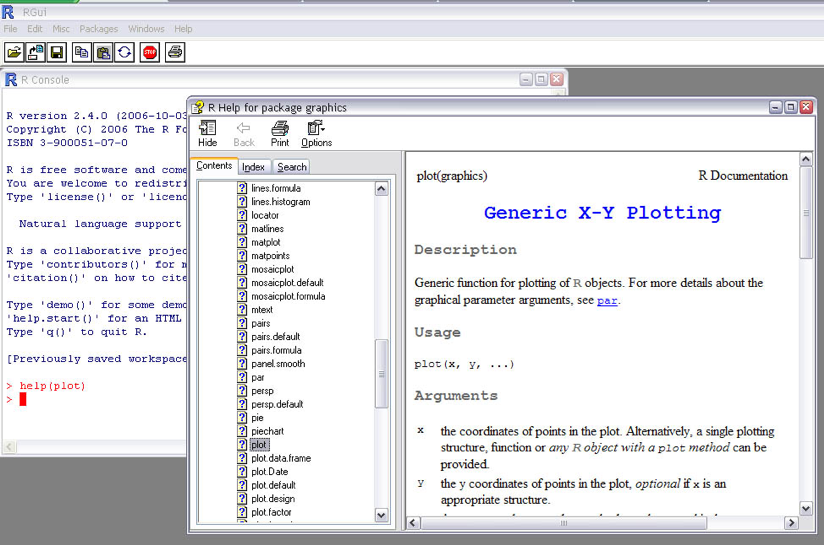 RGui
File Edit Misc Packages Windows Help
STOP
R Console
R version 2.4.0 (2006-10-03
Copyright (C) 2006 The R Fo
ISBN 3-900051-07-0
R is free software and come
You are welcome to redistri
Type 'license()' or 'licenc
Natural language support
R is a collaborative projec
Type 'contributors()' for m
'citation()' on how to cite
Type 'demo()' for some demo
'help.start()' for an HTML
Type 'q()' to quit R.
[Previously saved workspace
> help(plot)
>
R Help for package graphics
Hide Back Print Options
Contents Index Search
lines.formula
lines.histogram
locator
matlines
matplot
matpoints
mosaicplot
mosaicplot.default
mosaicplot.formula
mtext
pairs
pairs.default
pairs.formula
panel.smooth
par
persp
persp.default
pie
piechart
plot
plot.data.frame
plot.Date
plot.default
plot.design
plot.factor
plot(graphics) R Documentation
Generic X-Y Plotting
Description
Generic function for plotting of R objects. For more details about the
graphical parameter arguments, see par.
Usage
plot(x, y, ...)
Arguments
x the coordinates of points in the plot. Alternatively, a single plotting
structure, function or any R object with a plot method can be
provided.
y the y coordinates of points in the plot, optional if x is an
appropriate structure.